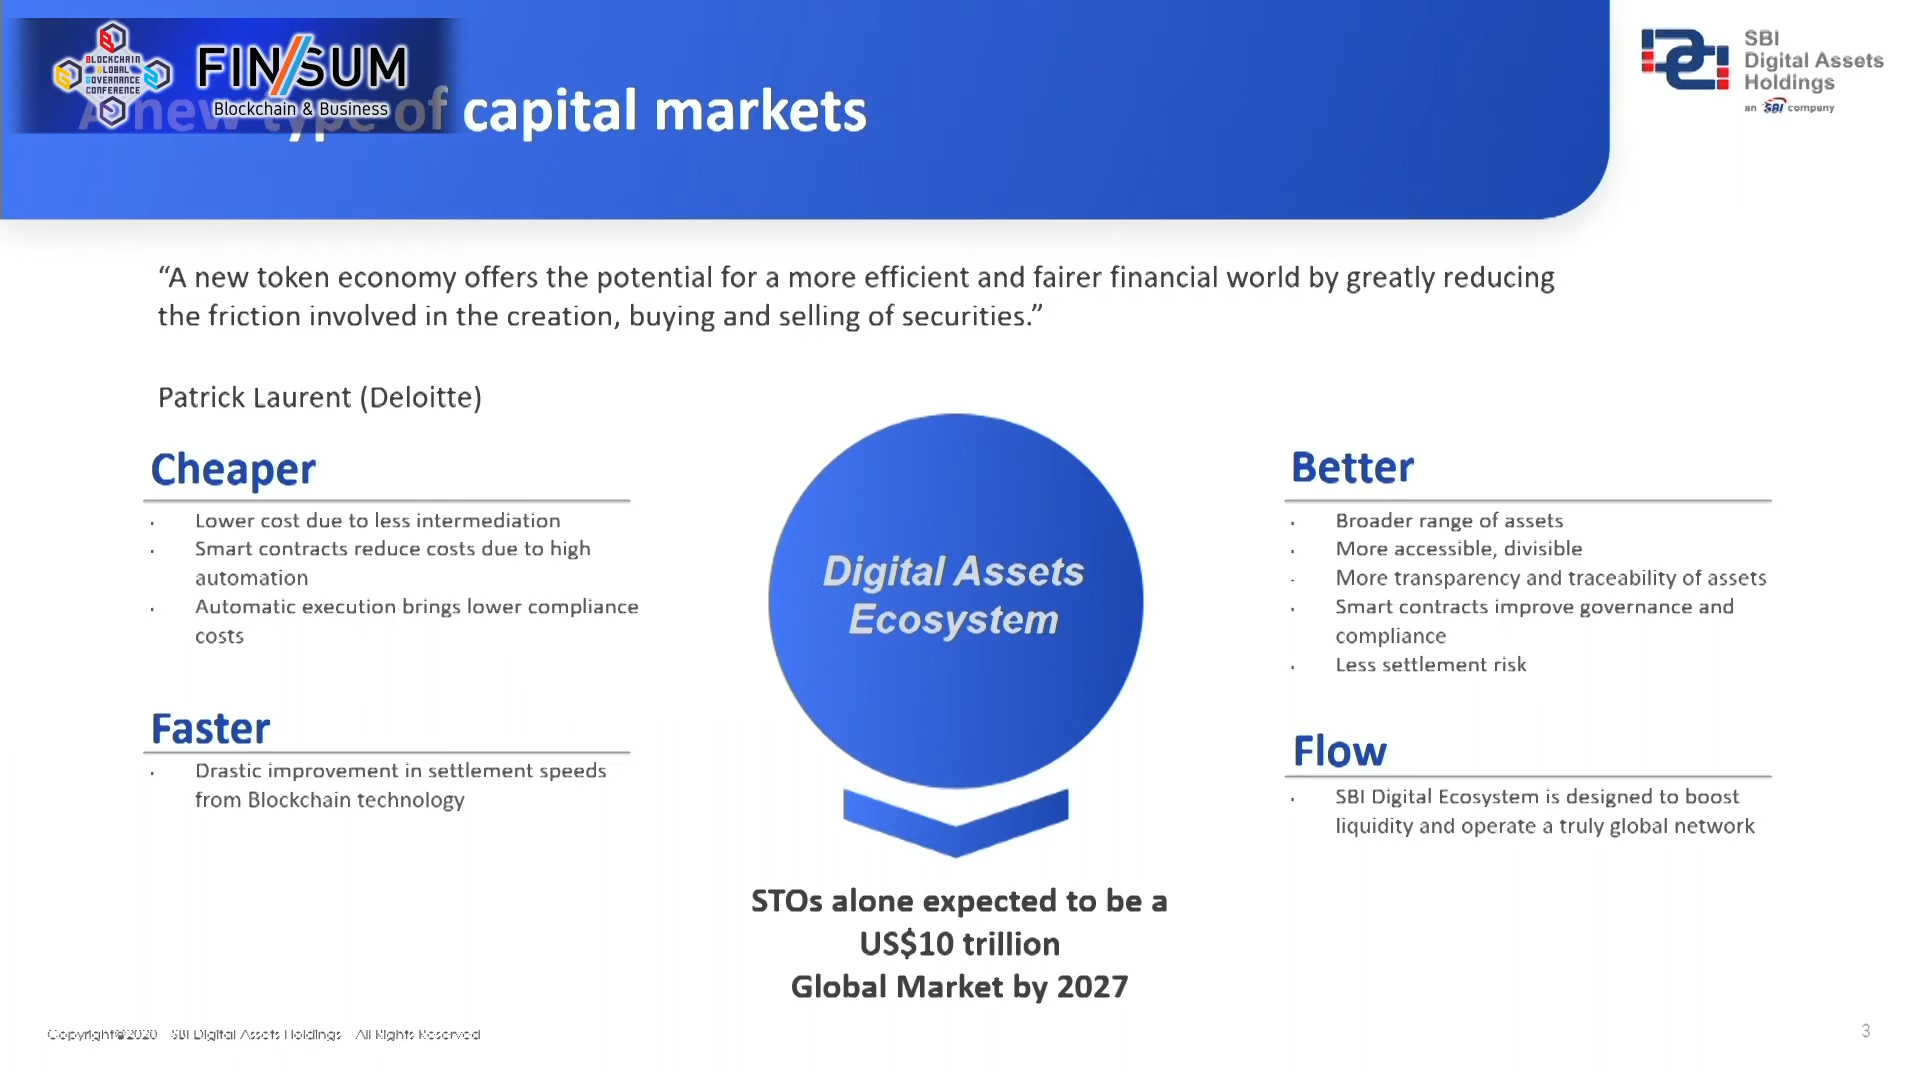 BLOCKCHAIN
GLOBAL
GOVERNANCE
CONFERENCE
FIN/SUM
Blockchain & Business
A new type of capital markets
SBI
Digital Assets
Holdings
an SBI company
“A new token economy offers the potential for a more efficient and fairer financial world by greatly reducing
the friction involved in the creation, buying and selling of securities.”
Patrick Laurent (Deloitte)
Cheaper
· Lower cost due to less intermediation
· Smart contracts reduce costs due to high
automation
· Automatic execution brings lower compliance
costs
Faster
· Drastic improvement in settlement speeds
from Blockchain technology
Digital Assets
Ecosystem
STOs alone expected to be a
US$10 trillion
Global Market by 2027
Better
· Broader range of assets
· More accessible, divisible
· More transparency and traceability of assets
· Smart contracts improve governance and
compliance
· Less settlement risk
Flow
· SBI Digital Ecosystem is designed to boost
liquidity and operate a truly global network
Copyright©2020 SBI Digital Assets Holdings All Rights Reserved
3